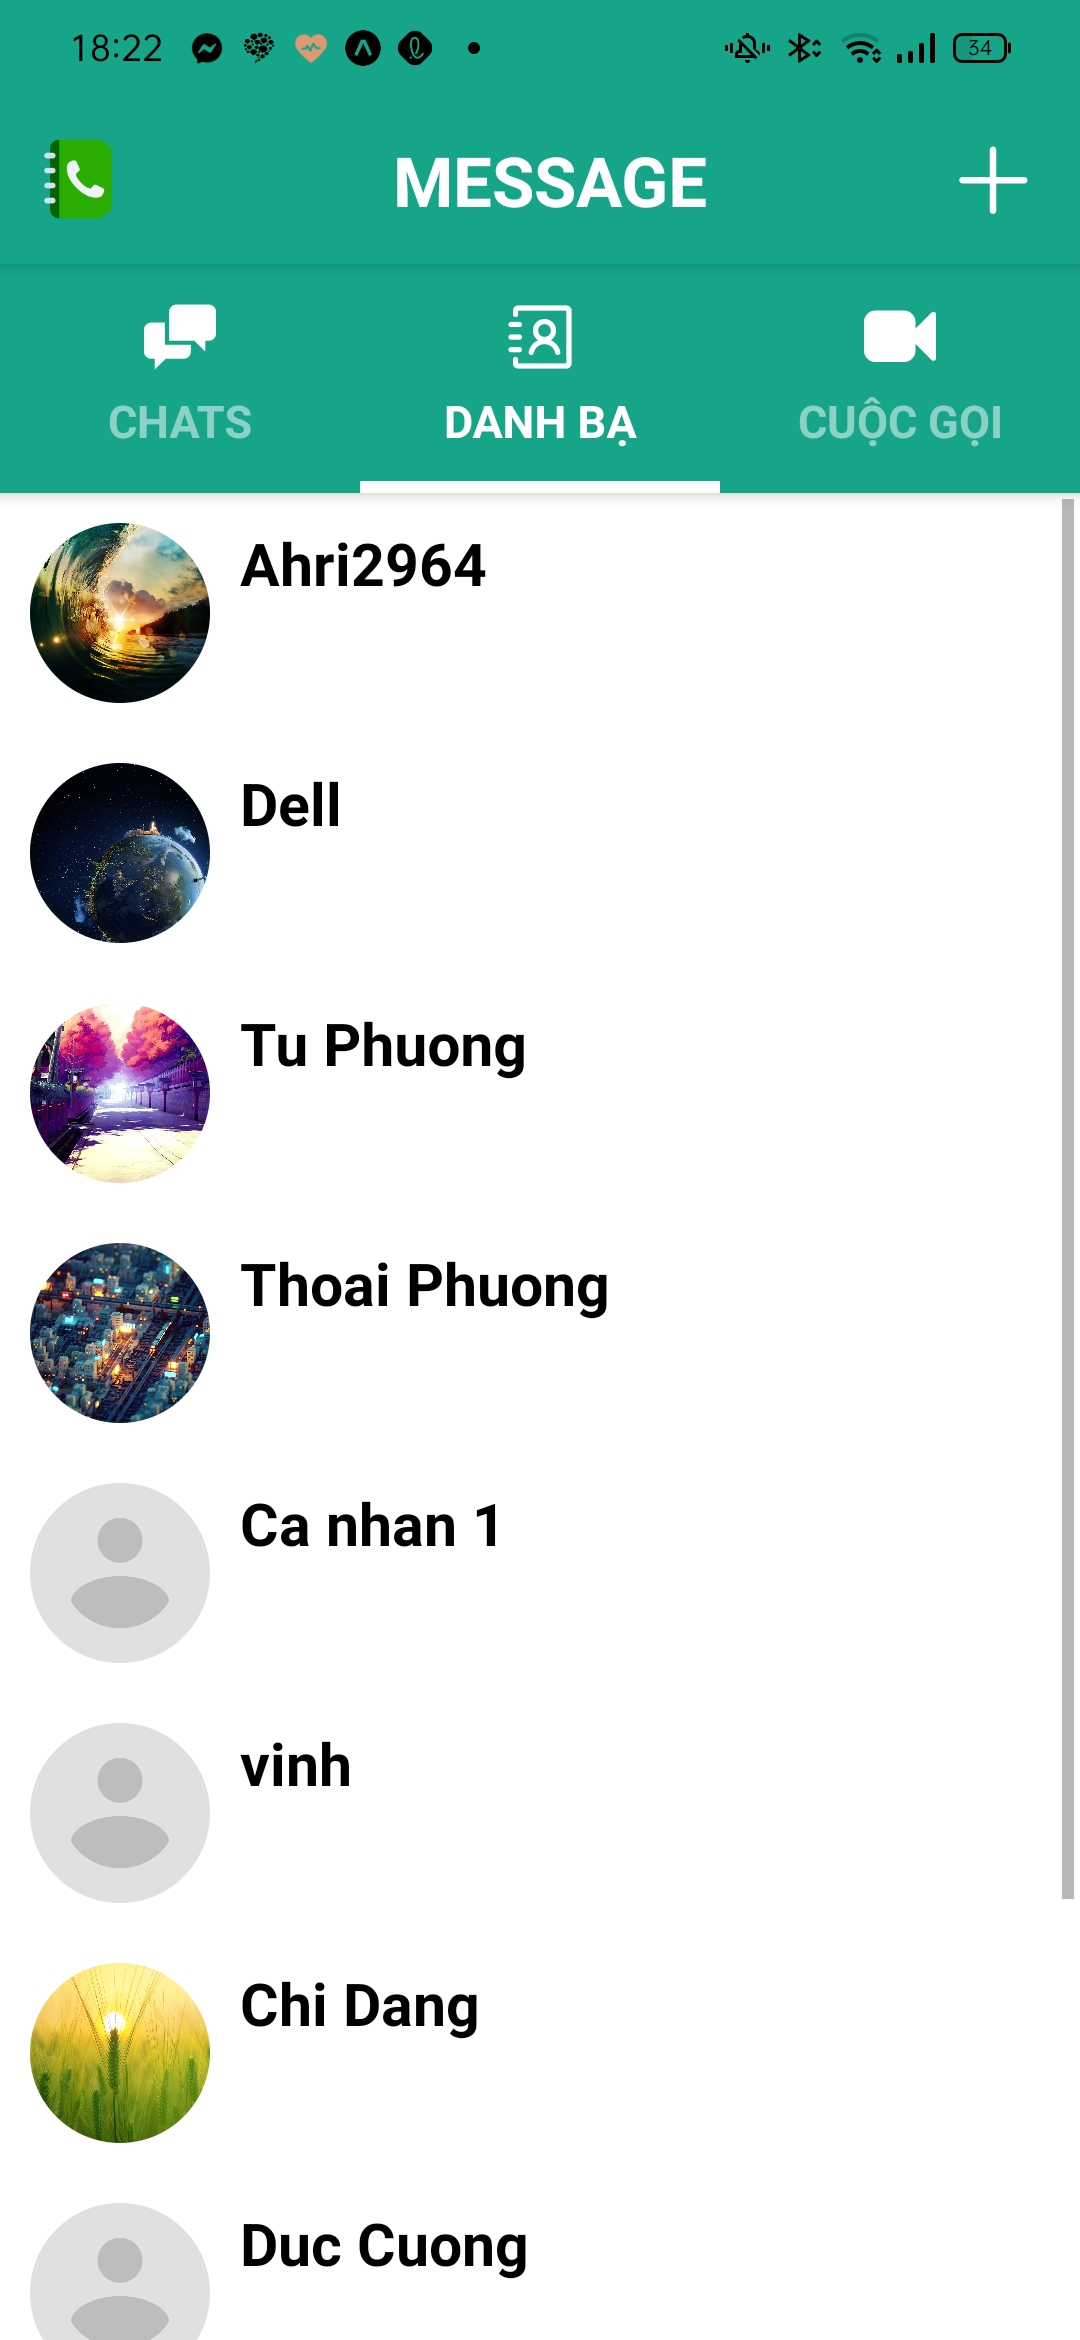 18:22
34
MESSAGE
CHATS
DANH BẠ
CUỘC GỌI
Ahri2964
Dell
Tu Phuong
Thoai Phuong
Ca nhan 1
vinh
Chi Dang
Duc Cuong